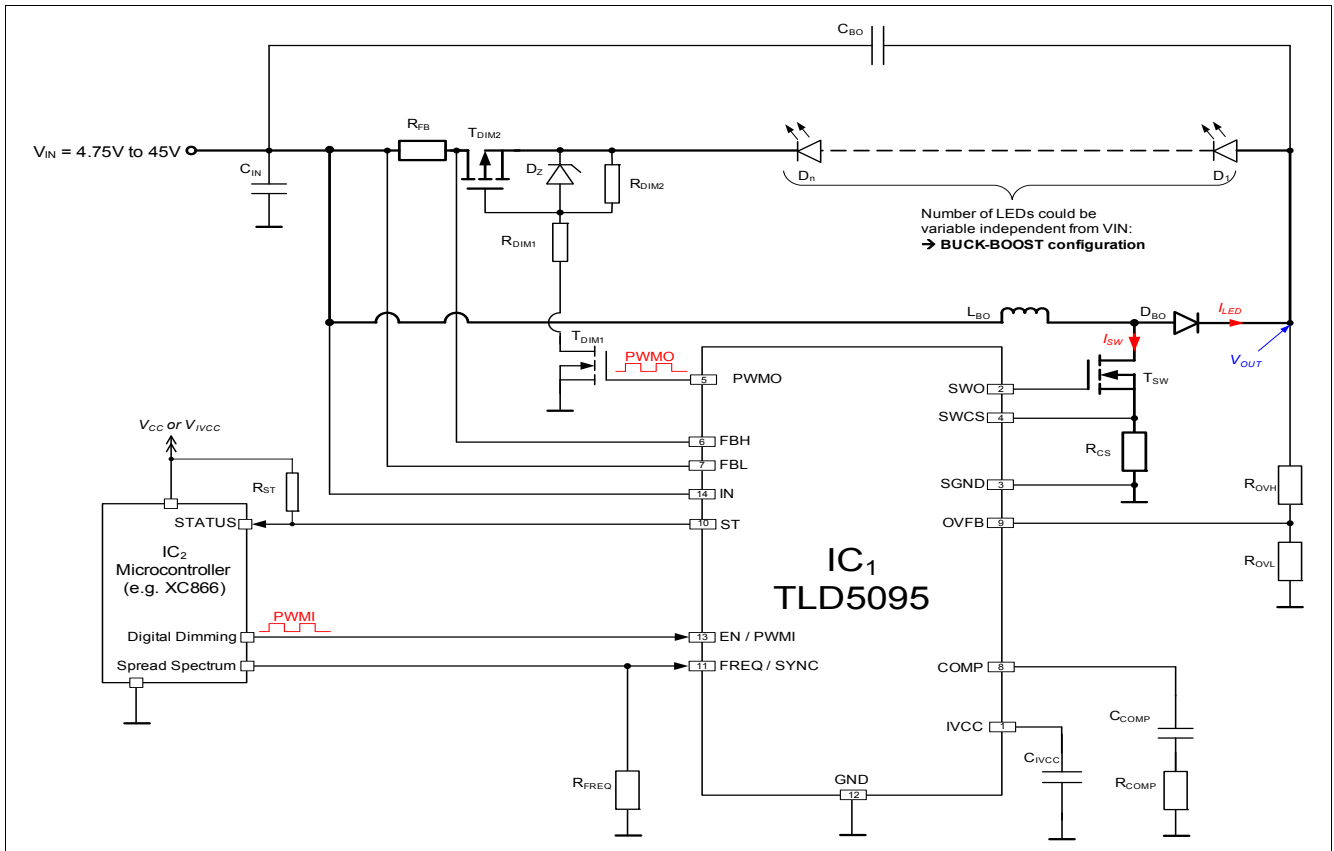 C_BO
R_FB
T_DIM2
V_IN = 4.75V to 45V
C_IN
D_Z
R_DIM2
D_n
D_1
Number of LEDs could be
variable independent from VIN:
→ BUCK-BOOST configuration
R_DIM1
L_BO
D_BO
I_LED
I_SW
V_OUT
T_DIM1
PWMO
5
PWMO
SWO
2
T_SW
SWCS
4
V_CC or V_IVCC
6
FBH
R_CS
7
FBL
R_ST
14
IN
SGND
3
R_OVH
STATUS
10
ST
OVFB
9
IC_2
Microcontroller
(e.g. XC866)
IC_1
TLD5095
R_OVL
PWMI
Digital Dimming
13
EN / PWMI
Spread Spectrum
11
FREQ / SYNC
COMP
8
C_COMP
IVCC
1
C_IVCC
R_FREQ
GND
12
R_COMP